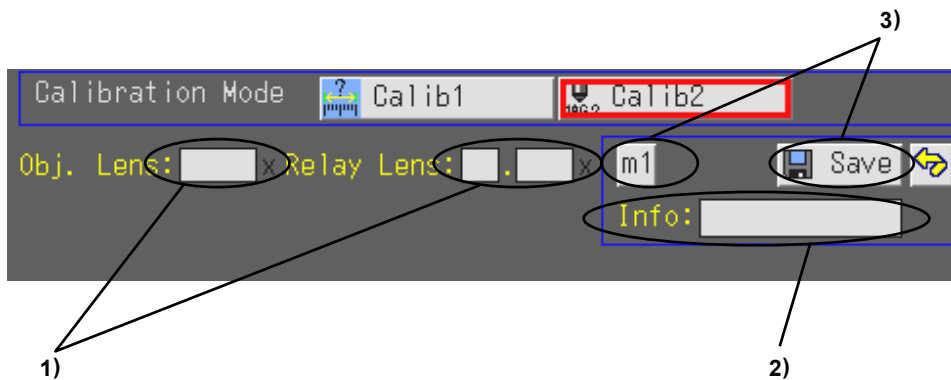 3)
Calibration Mode ? Calib1 Calib2
Obj. Lens: x Relay Lens: . x m1 Save
Info:
1) 2)